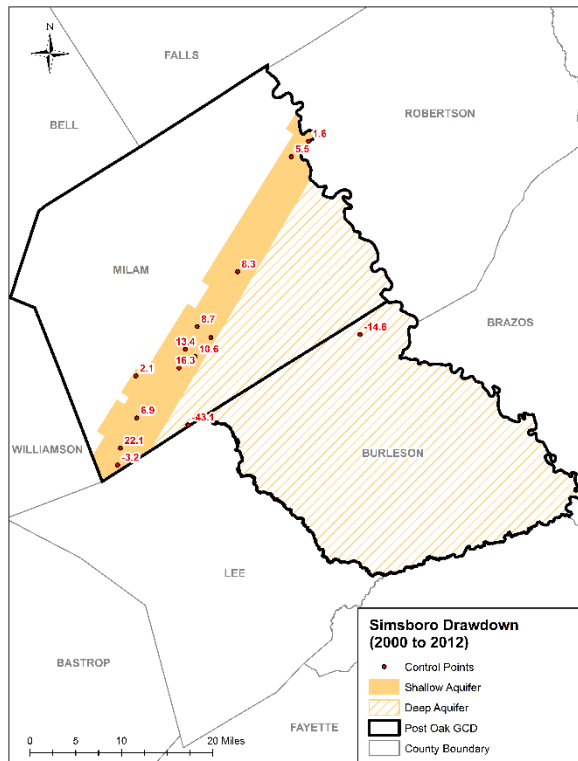 N
FALLS
BELL
ROBERTSON
1.6
5.5
MILAM
8.3
BRAZOS
8.7
-14.6
13.4
10.6
16.3
2.1
6.9
-43.1
WILLIAMSON
22.1
BURLESON
-3.2
LEE
BASTROP
FAYETTE
Simsboro Drawdown
(2000 to 2012)
Control Points
Shallow Aquifer
Deep Aquifer
Post Oak GCD
County Boundary
0 5 10 20 Miles